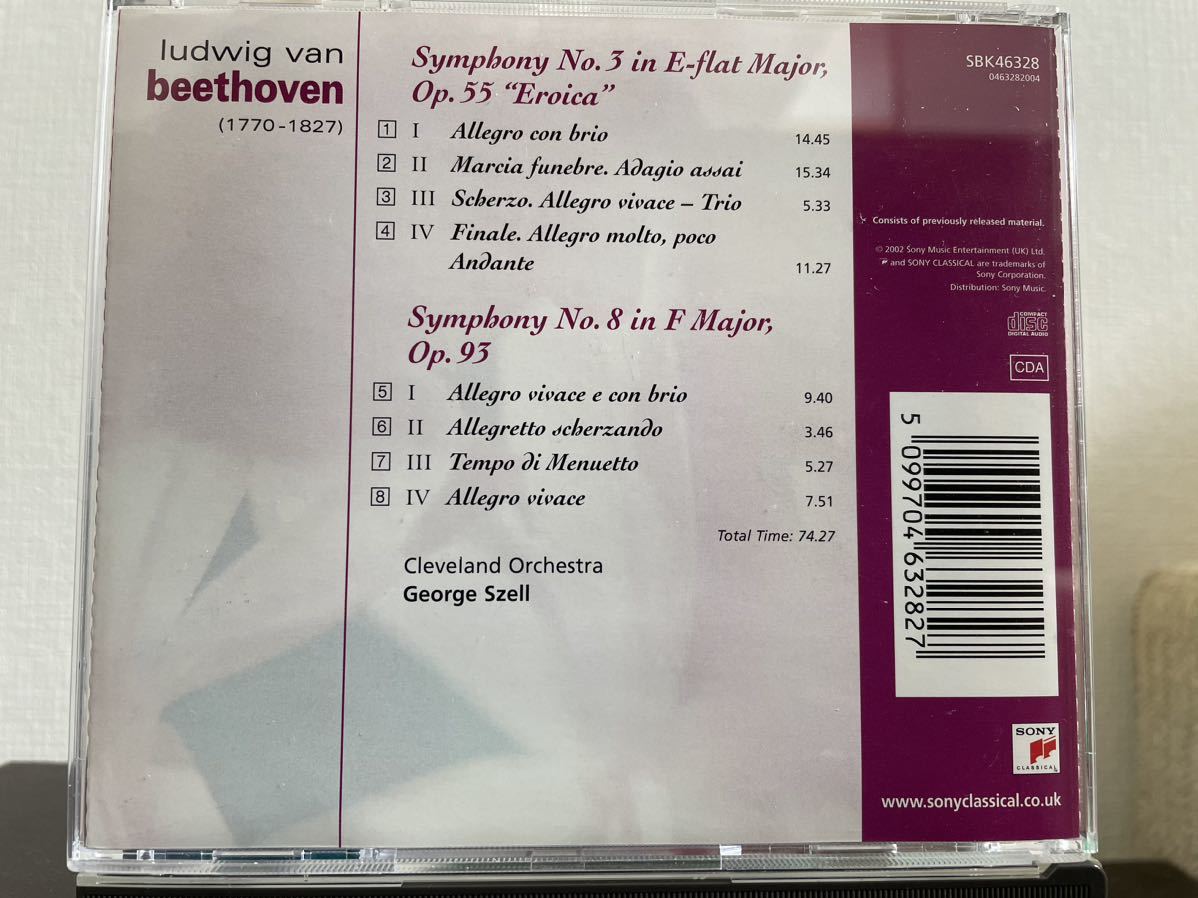 ludwig van
beethoven
(1770-1827)
Symphony No. 3 in E-flat Major,
Op. 55 “Eroica”
1 I Allegro con brio 14.45
2 II Marcia funebre. Adagio assai 15.34
3 III Scherzo. Allegro vivace – Trio 5.33
4 IV Finale. Allegro molto, poco
Andante 11.27
Symphony No. 8 in F Major,
Op. 93
5 I Allegro vivace e con brio 9.40
6 II Allegretto scherzando 3.46
7 III Tempo di Menuetto 5.27
8 IV Allegro vivace 7.51
Total Time: 74.27
Cleveland Orchestra
George Szell
SBK46328
0463282004
Consists of previously released material.
© 2002 Sony Music Entertainment (UK) Ltd.
and SONY CLASSICAL are trademarks of
Sony Corporation.
Distribution: Sony Music.
COMPACT
disc
DIGITAL AUDIO
CDA
5 099704 632827
SONY
CLASSICAL
www.sonyclassical.co.uk